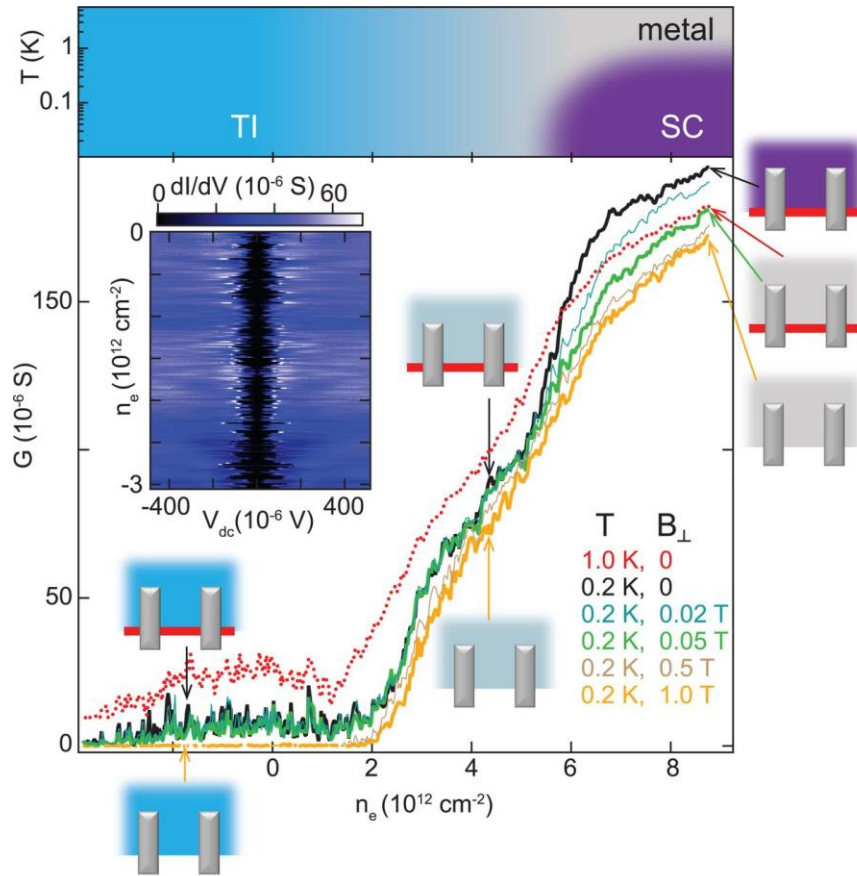 metal
T (K)
1
0.1
TI
SC
0 dI/dV (10⁻⁶ S) 60
0
n_e (10¹² cm⁻²)
-3
-400 0 400
V_dc (10⁻⁶ V)
G (10⁻⁶ S)
150
50
0
T B⊥
1.0 K, 0
0.2 K, 0
0.2 K, 0.02 T
0.2 K, 0.05 T
0.2 K, 0.5 T
0.2 K, 1.0 T
0 2 4 6 8
n_e (10¹² cm⁻²)